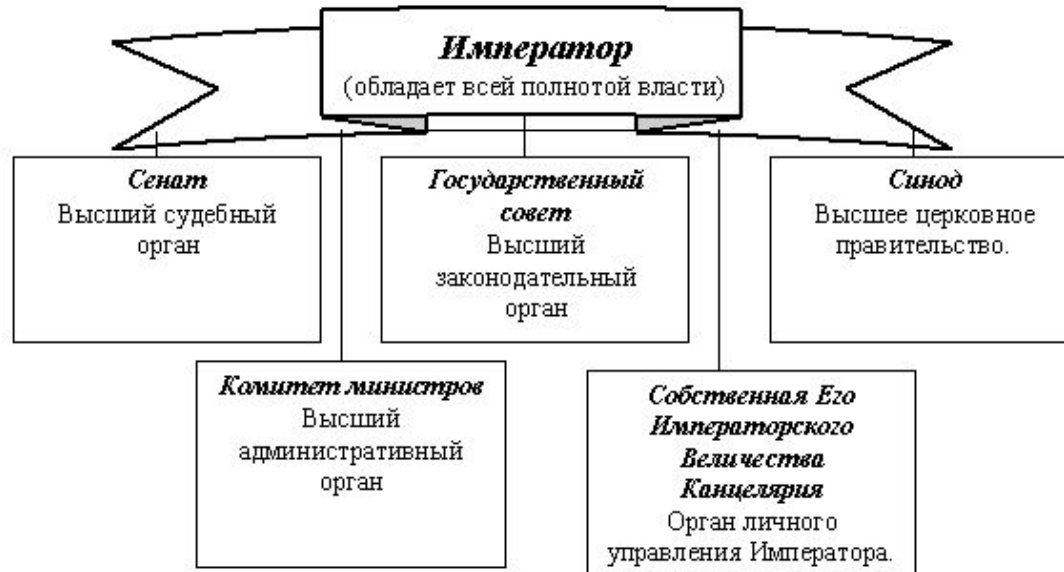 Император
(обладает всей полнотой власти)
Сенат
Высший судебный
орган
Государственный
совет
Высший
законодательный
орган
Синод
Высшее церковное
правительство.
Комитет министров
Высший
административный
орган
Собственная Его
Императорского
Величества
Канцелярия
Орган личного
управления Императора.